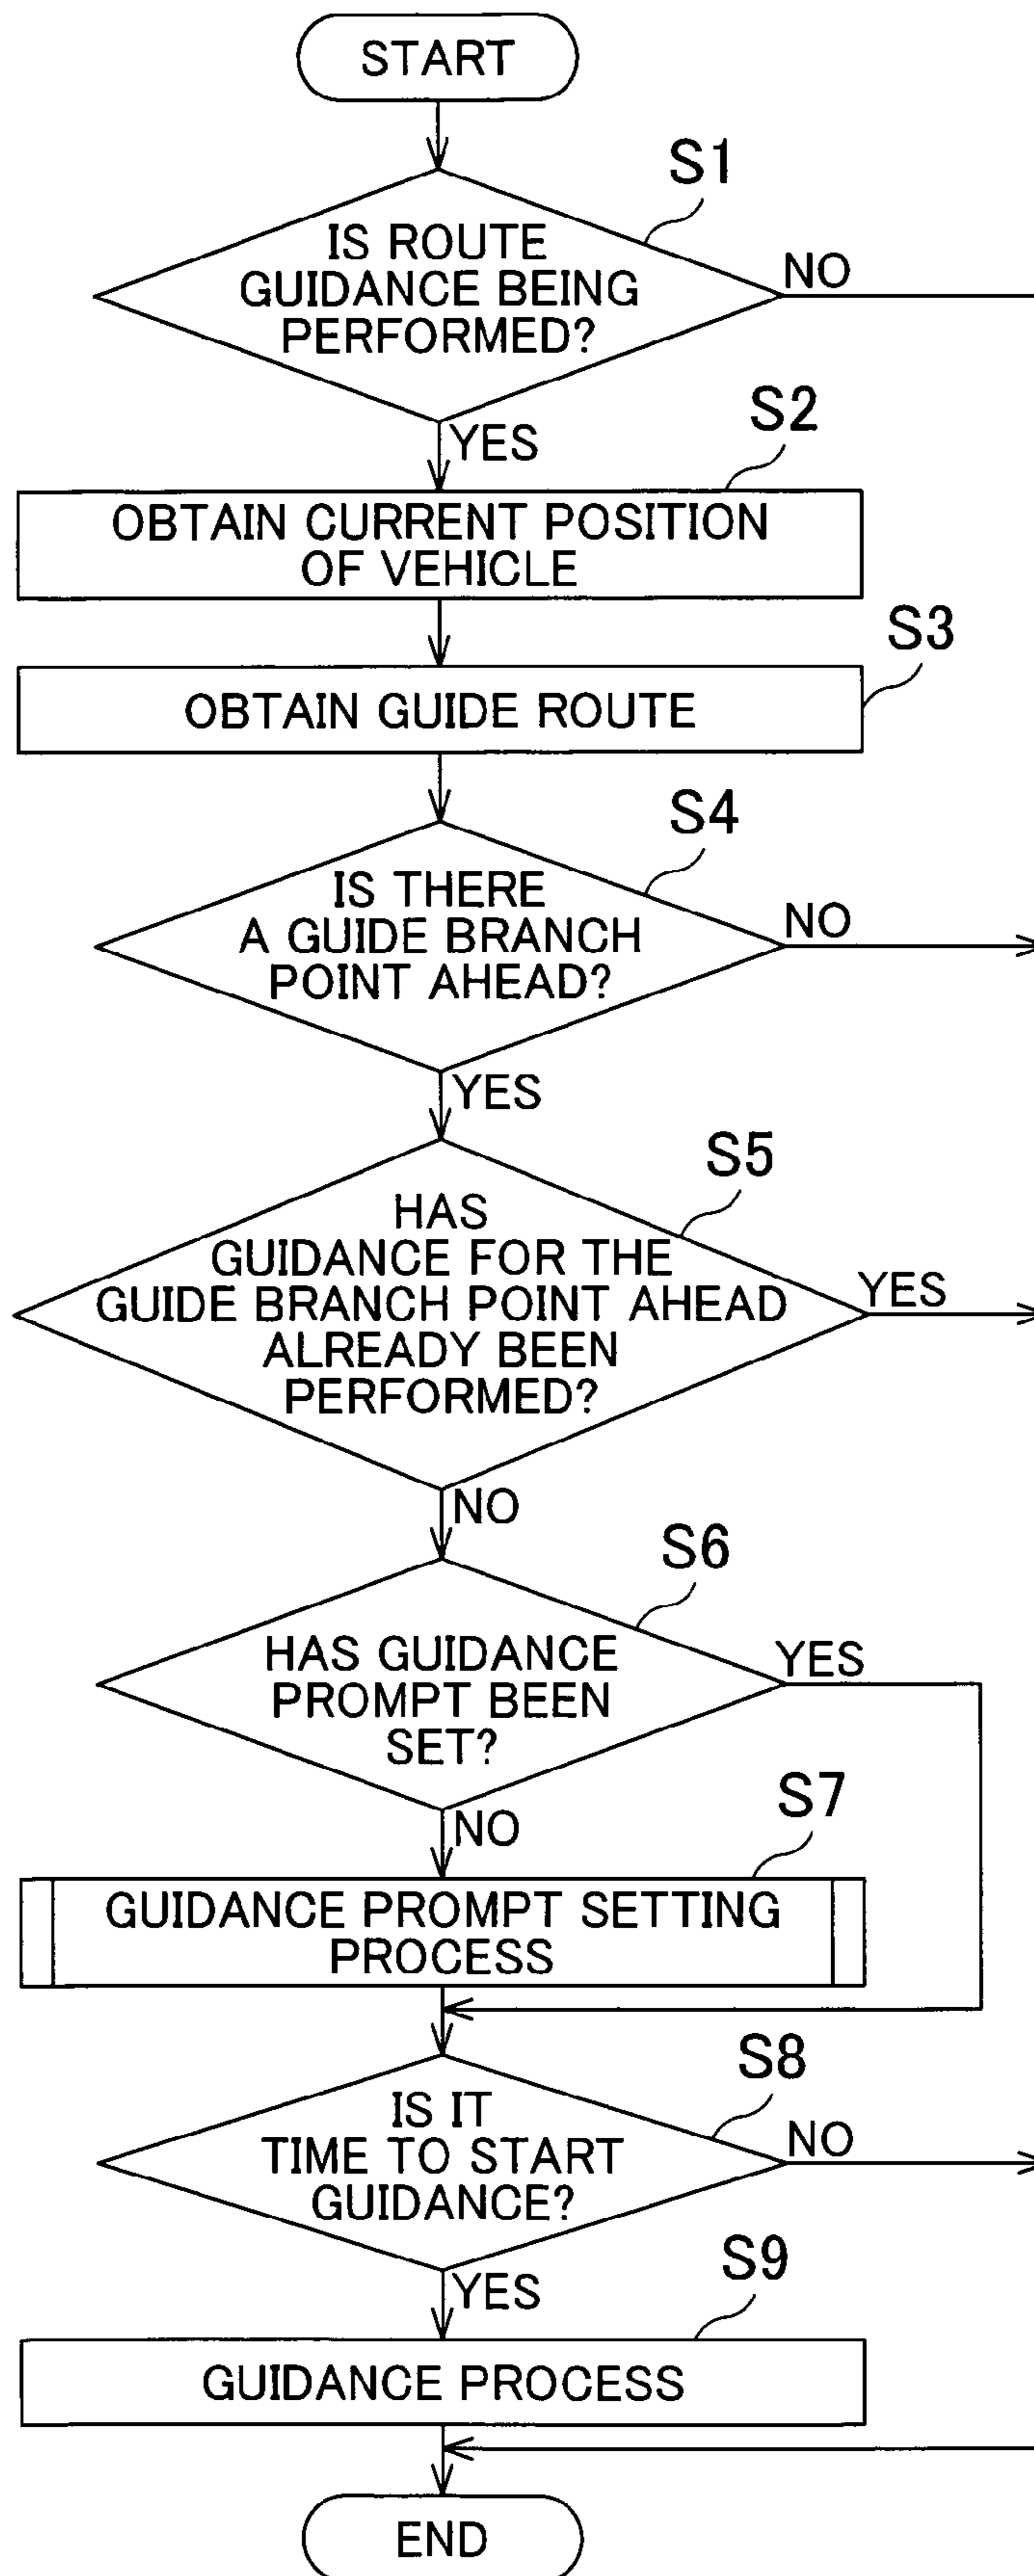 START
S1
IS ROUTE
GUIDANCE BEING
PERFORMED?
NO
YES
S2
OBTAIN CURRENT POSITION
OF VEHICLE
S3
OBTAIN GUIDE ROUTE
S4
IS THERE
A GUIDE BRANCH
POINT AHEAD?
NO
YES
S5
HAS
GUIDANCE FOR THE
GUIDE BRANCH POINT AHEAD
ALREADY BEEN
PERFORMED?
YES
NO
S6
HAS GUIDANCE
PROMPT BEEN
SET?
YES
NO
S7
GUIDANCE PROMPT SETTING
PROCESS
S8
IS IT
TIME TO START
GUIDANCE?
NO
YES
S9
GUIDANCE PROCESS
END